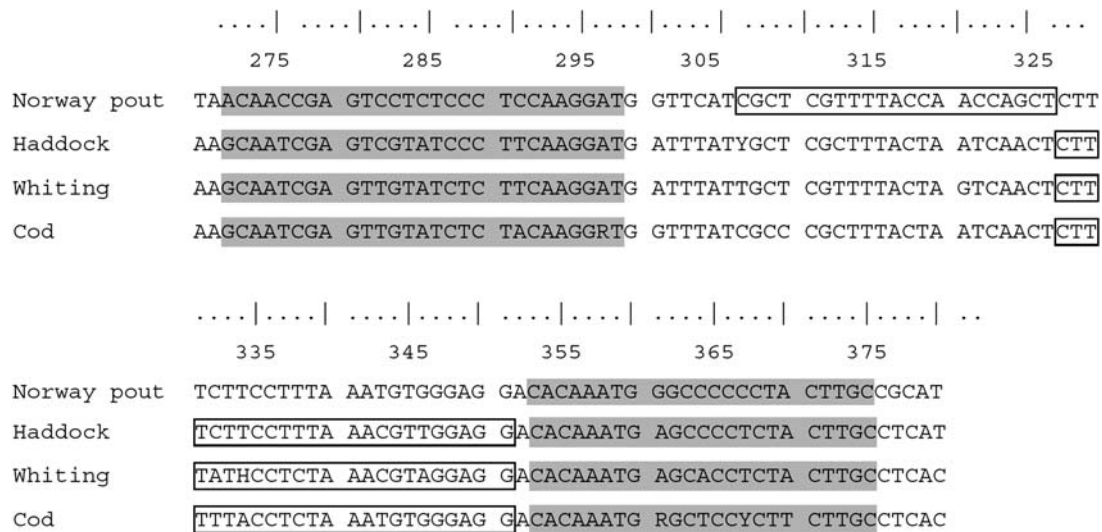 .... | .... | .... | .... | .... | .... | .... | .... | .... | .... | .... | ...
275 285 295 305 315 325
Norway pout TAACAACCGA GTCCTCTCCC TCCAAGGATG GTTCATCGCT CGTTTTACCA ACCAGCTCTT
Haddock AAGCAATCGA GTCGTATCCC TTCAAGGATG ATTTATYGCT CGCTTTACTA ATCAACTCTT
Whiting AAGCAATCGA GTTGTATCTC TTCAAGGATG ATTTATTGCT CGTTTTACTA GTCAACTCTT
Cod AAGCAATCGA GTTGTATCTC TACAAGGRTG GTTTATCGCC CGCTTTACTA ATCAACTCTT
....|....| ....|....| ....|....| ....|....| ....|....| ..
335 345 355 365 375
Norway pout TCTTCCTTTA AATGTGGGAG GACACAAATG GGCCCCCCTA CTTGCCGCAT
Haddock TCTTCCTTTA AACGTTGGAG GACACAAATG AGCCCCTCTA CTTGCCTCAT
Whiting TATHCCTCTA AACGTAGGAG GACACAAATG AGCACCTCTA CTTGCCTCAC
Cod TTTACCTCTA AATGTGGGAG GACACAAATG RGCTCCYCTT CTTGCCTCAC